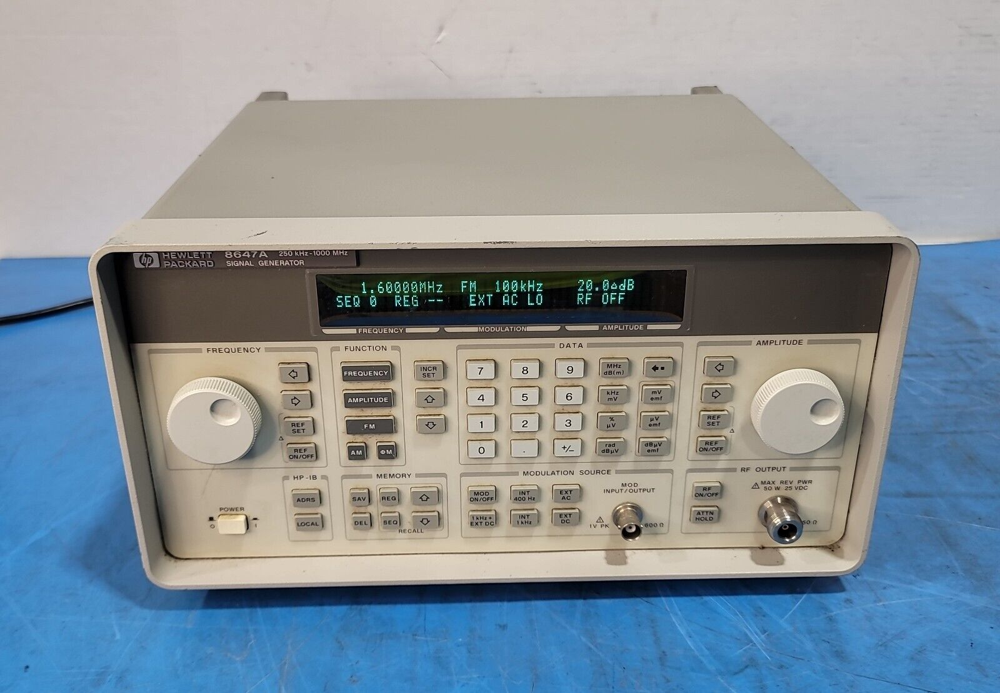 hp HEWLETT PACKARD 8647A 250 kHz-1000 MHz
SIGNAL GENERATOR
1.60000MHz FM 100kHz 20.0▵dB
SEQ 0 REG -- EXT AC LO RF OFF
FREQUENCY MODULATION AMPLITUDE
FREQUENCY
REF SET
Δ
REF ON/OFF
FUNCTION
FREQUENCY
AMPLITUDE
FM
AM ΦM
INCR SET
DATA
7 8 9 MHz dB(m)
4 5 6 kHz mV mV emf
1 2 3 % µV µV emf
0 . +/− rad dBµV dBµV emf
AMPLITUDE
REF SET
Δ
REF ON/OFF
POWER
O I
HP-IB
ADRS
LOCAL
MEMORY
SAV REG
DEL SEQ
RECALL
MODULATION SOURCE
MOD ON/OFF INT 400 Hz EXT AC
1 kHz + EXT DC INT 1 kHz EXT DC
MOD INPUT/OUTPUT
1V PK 600 Ω
RF OUTPUT
RF ON/OFF
ATTN HOLD
MAX REV PWR
50 W 25 VDC
50 Ω